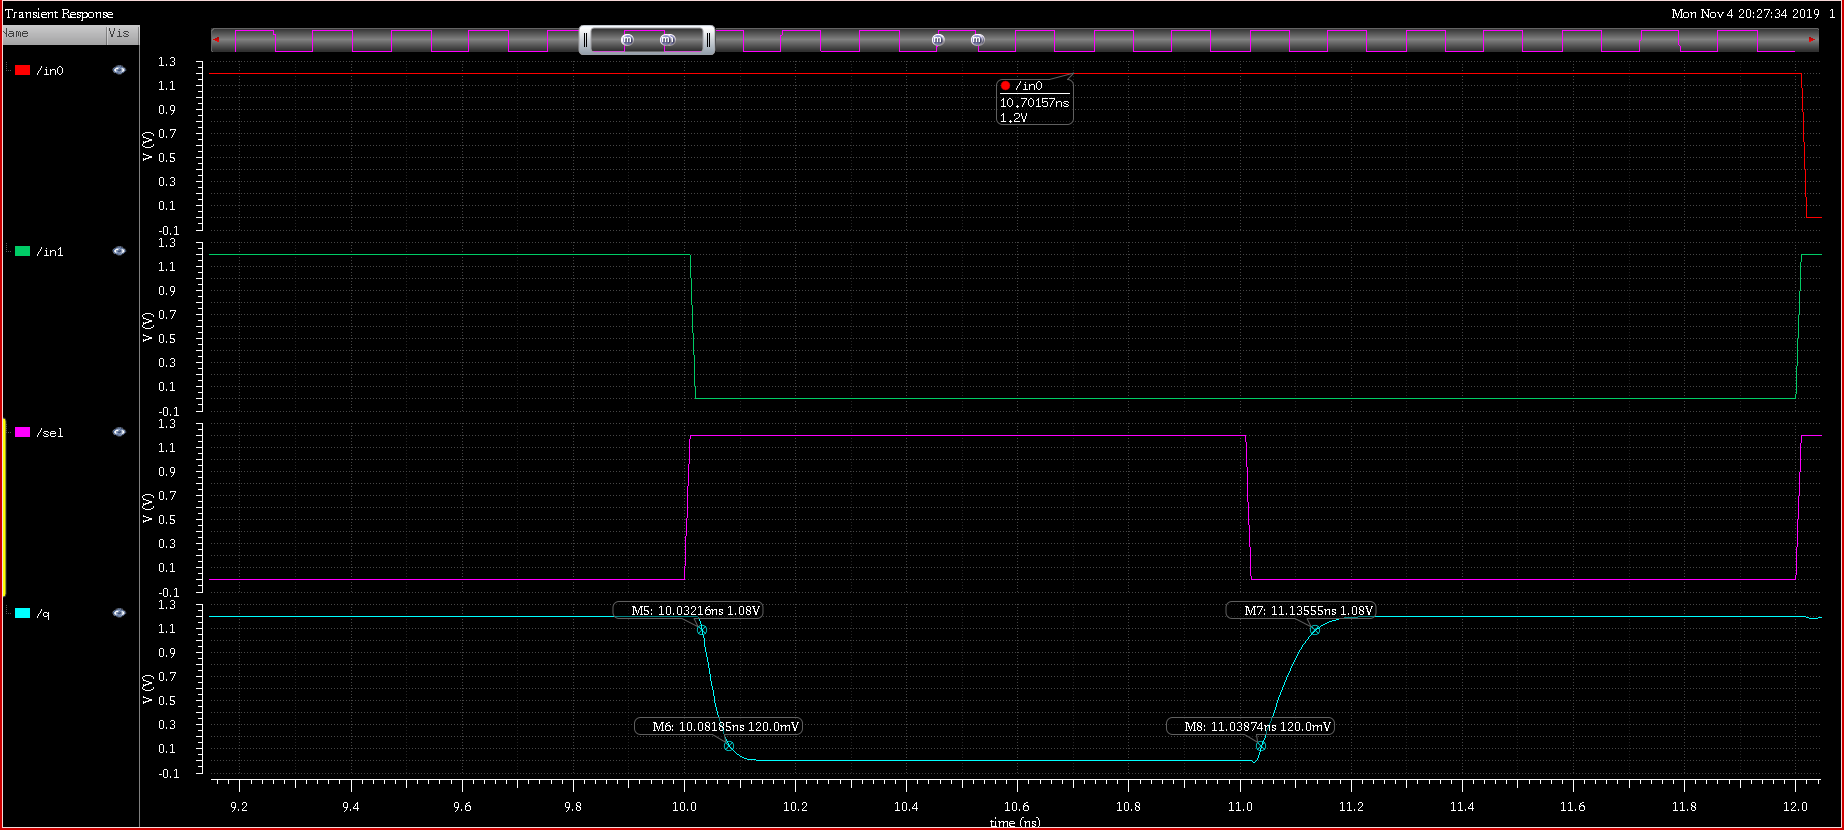 Transient Response
Mon Nov 4 20:27:34 2019 1
Name Vis
/in0
1.3
1.1
0.9
0.7
0.5
0.3
0.1
-0.1
V (V)
/in0
10.70157ns
1.2V
/in1
1.3
1.1
0.9
0.7
0.5
0.3
0.1
-0.1
V (V)
/sel
1.3
1.1
0.9
0.7
0.5
0.3
0.1
-0.1
V (V)
/q
1.3
1.1
0.9
0.7
0.5
0.3
0.1
-0.1
V (V)
M5: 10.03216ns 1.08V
M7: 11.13555ns 1.08V
M6: 10.08185ns 120.0mV
M8: 11.03874ns 120.0mV
9.2 9.4 9.6 9.8 10.0 10.2 10.4 10.6 10.8 11.0 11.2 11.4 11.6 11.8 12.0
time (ns)